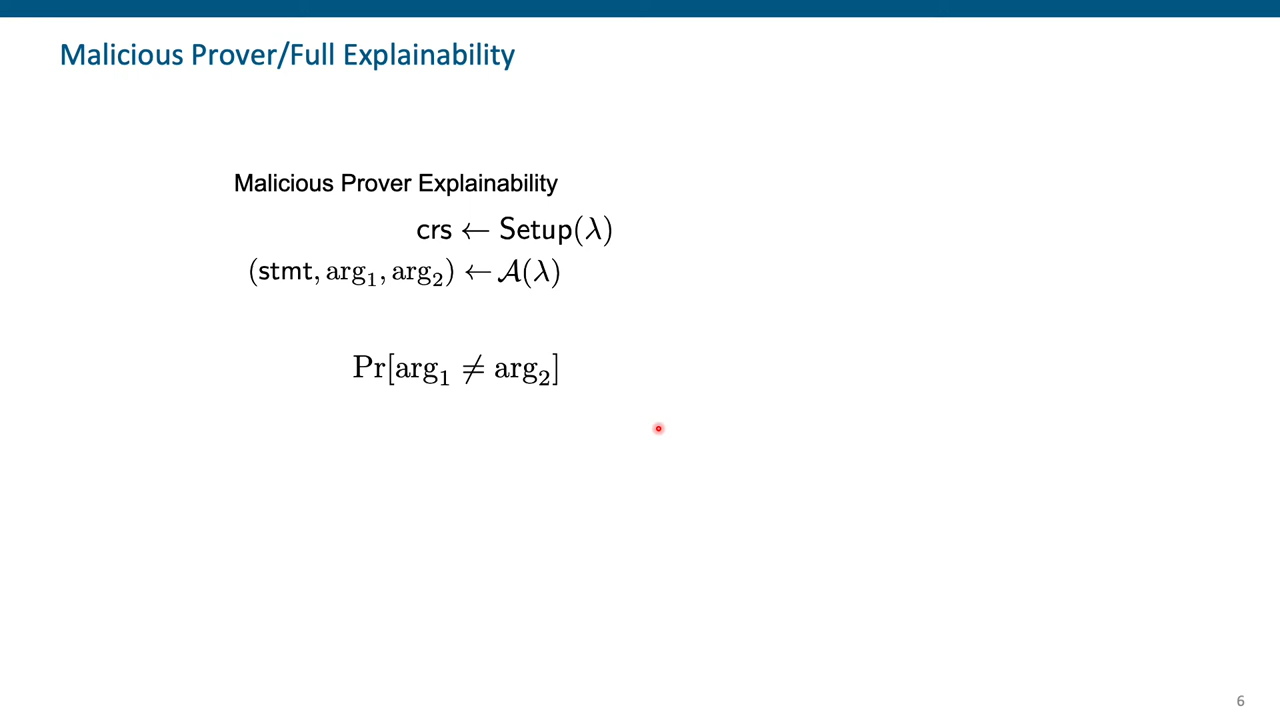 Malicious Prover/Full Explainability
Malicious Prover Explainability
crs ← Setup(λ)
(stmt, arg₁, arg₂) ← 𝒜(λ)
Pr[arg₁ ≠ arg₂]
6